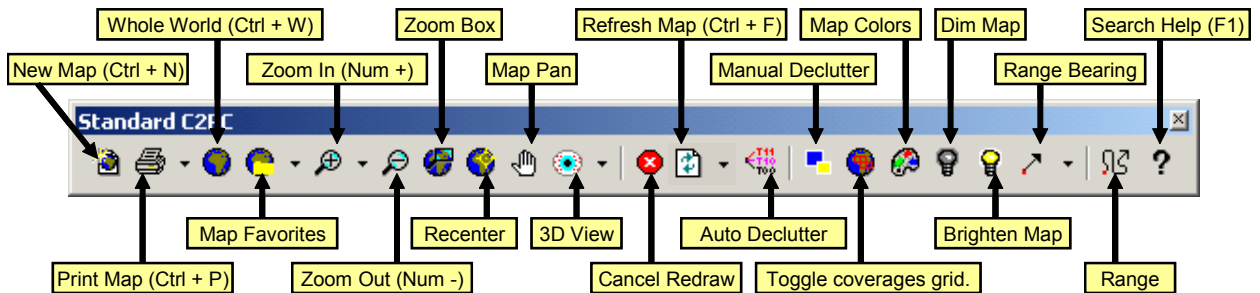 Whole World (Ctrl + W)
Zoom Box
Refresh Map (Ctrl + F)
Map Colors
Dim Map
Search Help (F1)
New Map (Ctrl + N)
Zoom In (Num +)
Map Pan
Manual Declutter
Range Bearing
Standard C2PC
T11
T10
T00
?
Map Favorites
Recenter
3D View
Auto Declutter
Brighten Map
Print Map (Ctrl + P)
Zoom Out (Num -)
Cancel Redraw
Toggle coverages grid.
Range